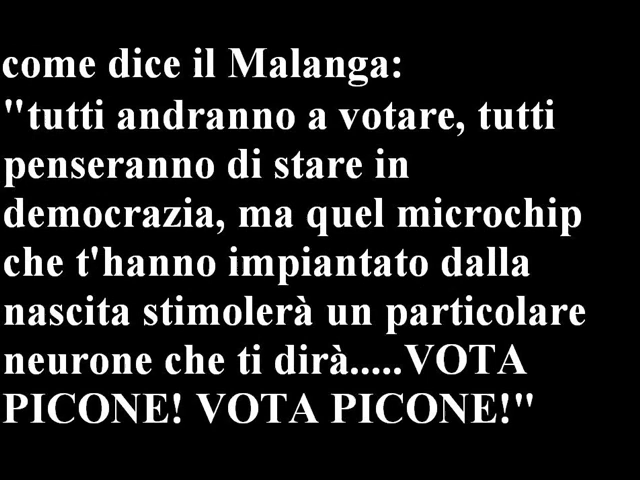 come dice il Malanga:
"tutti andranno a votare, tutti
penseranno di stare in
democrazia, ma quel microchip
che t'hanno impiantato dalla
nascita stimolerà un particolare
neurone che ti dirà.....VOTA
PICONE! VOTA PICONE!"